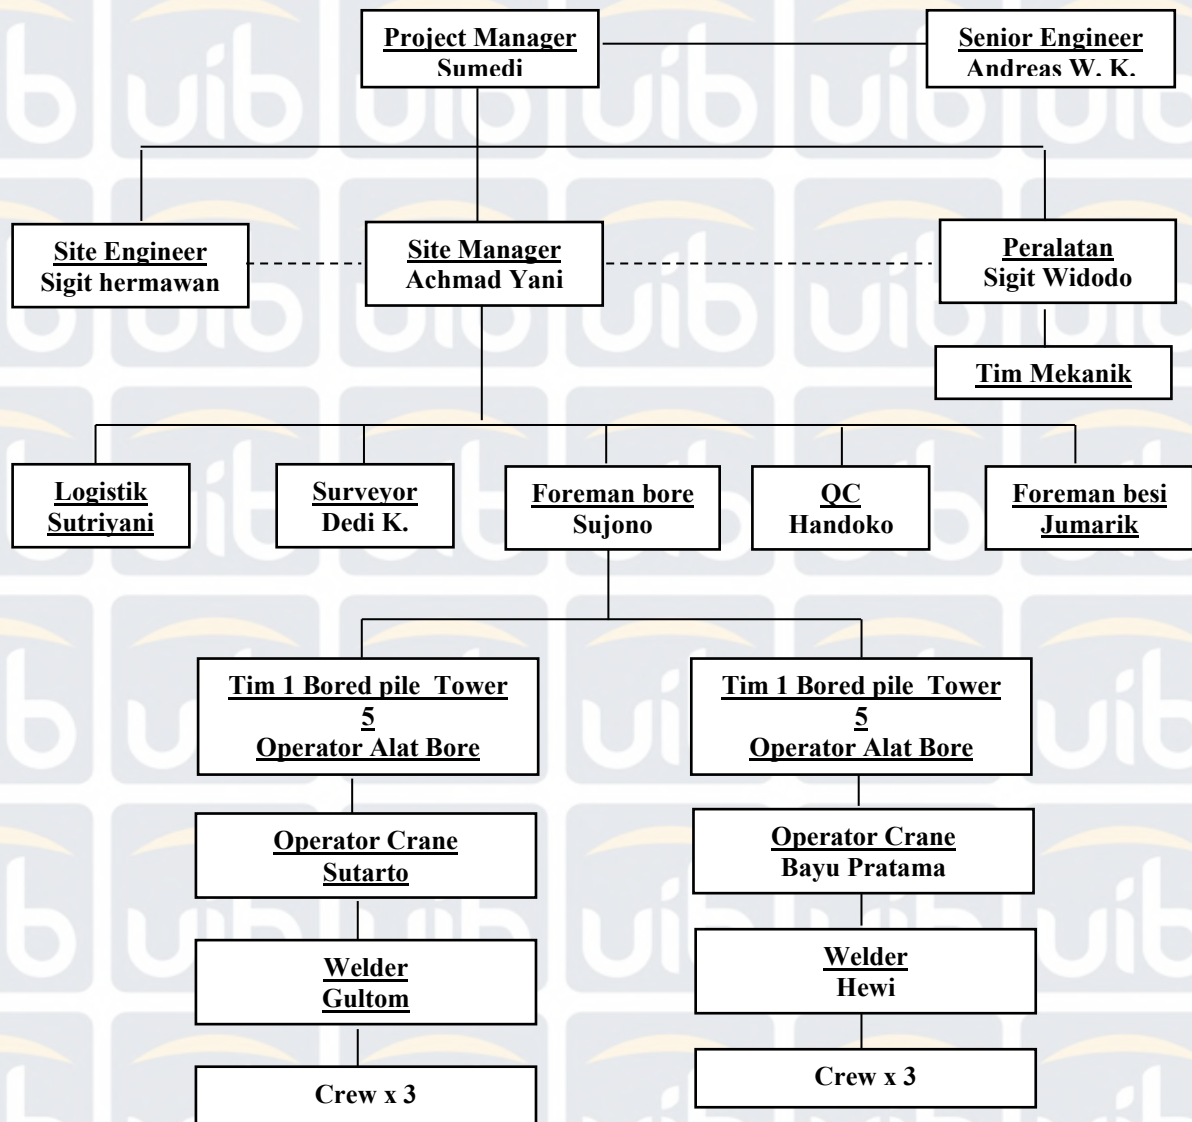 Project Manager
Sumedi
Senior Engineer
Andreas W. K.
Site Engineer
Sigit hermawan
Site Manager
Achmad Yani
Peralatan
Sigit Widodo
Tim Mekanik
Logistik
Sutriyani
Surveyor
Dedi K.
Foreman bore
Sujono
QC
Handoko
Foreman besi
Jumarik
Tim 1 Bored pile Tower
5
Operator Alat Bore
Tim 1 Bored pile Tower
5
Operator Alat Bore
Operator Crane
Sutarto
Operator Crane
Bayu Pratama
Welder
Gultom
Welder
Hewi
Crew x 3
Crew x 3
uib